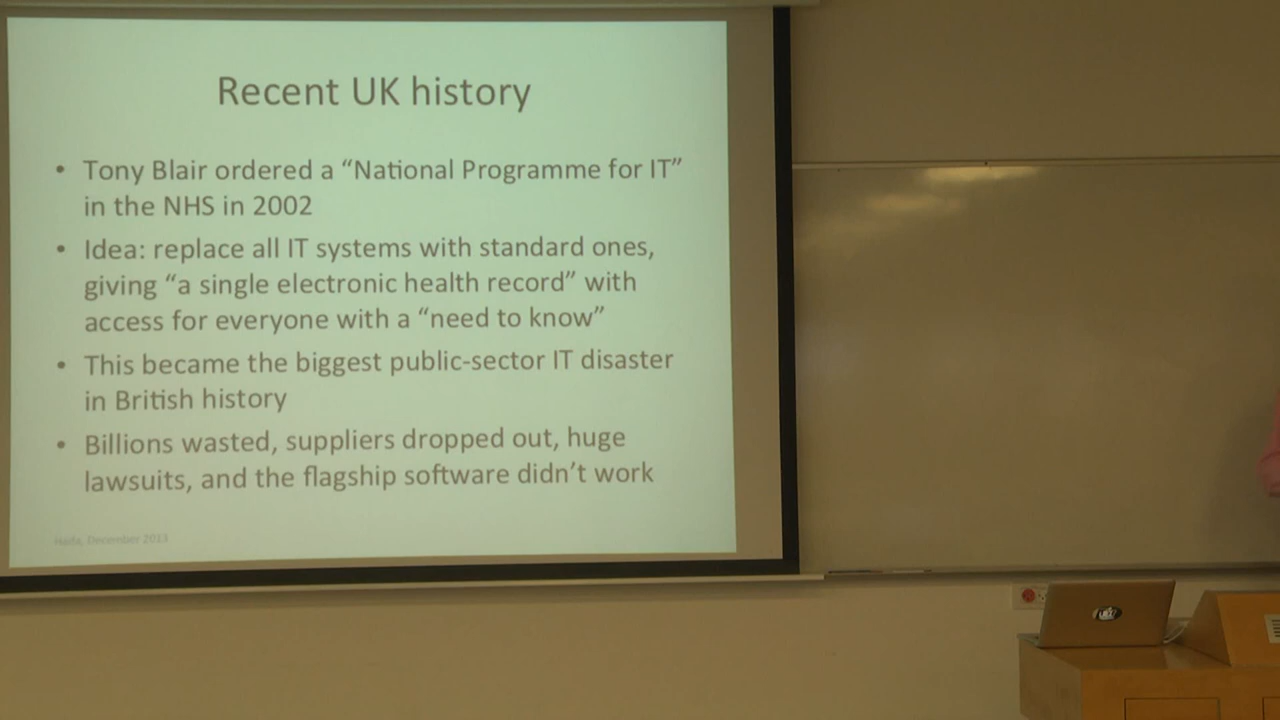 Recent UK history
• Tony Blair ordered a “National Programme for IT”
in the NHS in 2002
• Idea: replace all IT systems with standard ones,
giving “a single electronic health record” with
access for everyone with a “need to know”
• This became the biggest public-sector IT disaster
in British history
• Billions wasted, suppliers dropped out, huge
lawsuits, and the flagship software didn’t work
Haifa, December 2013